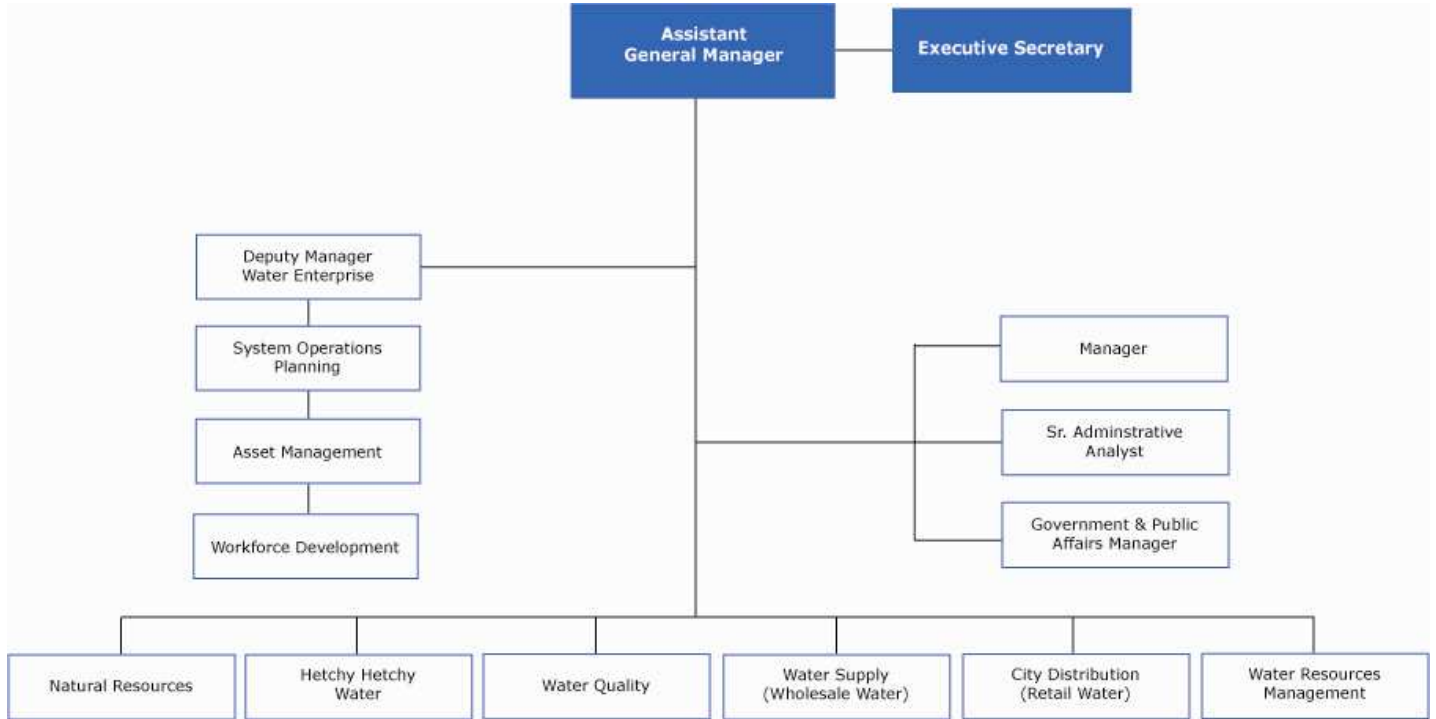 Assistant
General Manager
Executive Secretary
Deputy Manager
Water Enterprise
System Operations
Planning
Asset Management
Workforce Development
Manager
Sr. Adminstrative
Analyst
Government & Public
Affairs Manager
Natural Resources
Hetchy Hetchy
Water
Water Quality
Water Supply
(Wholesale Water)
City Distribution
(Retail Water)
Water Resources
Management